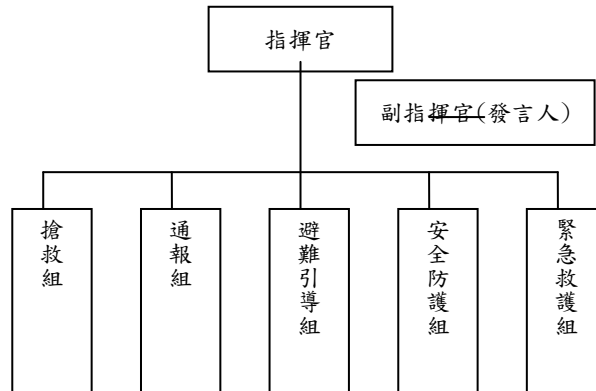 指揮官
副指揮官(發言人)
搶救組
通報組
避難引導組
安全防護組
緊急救護組